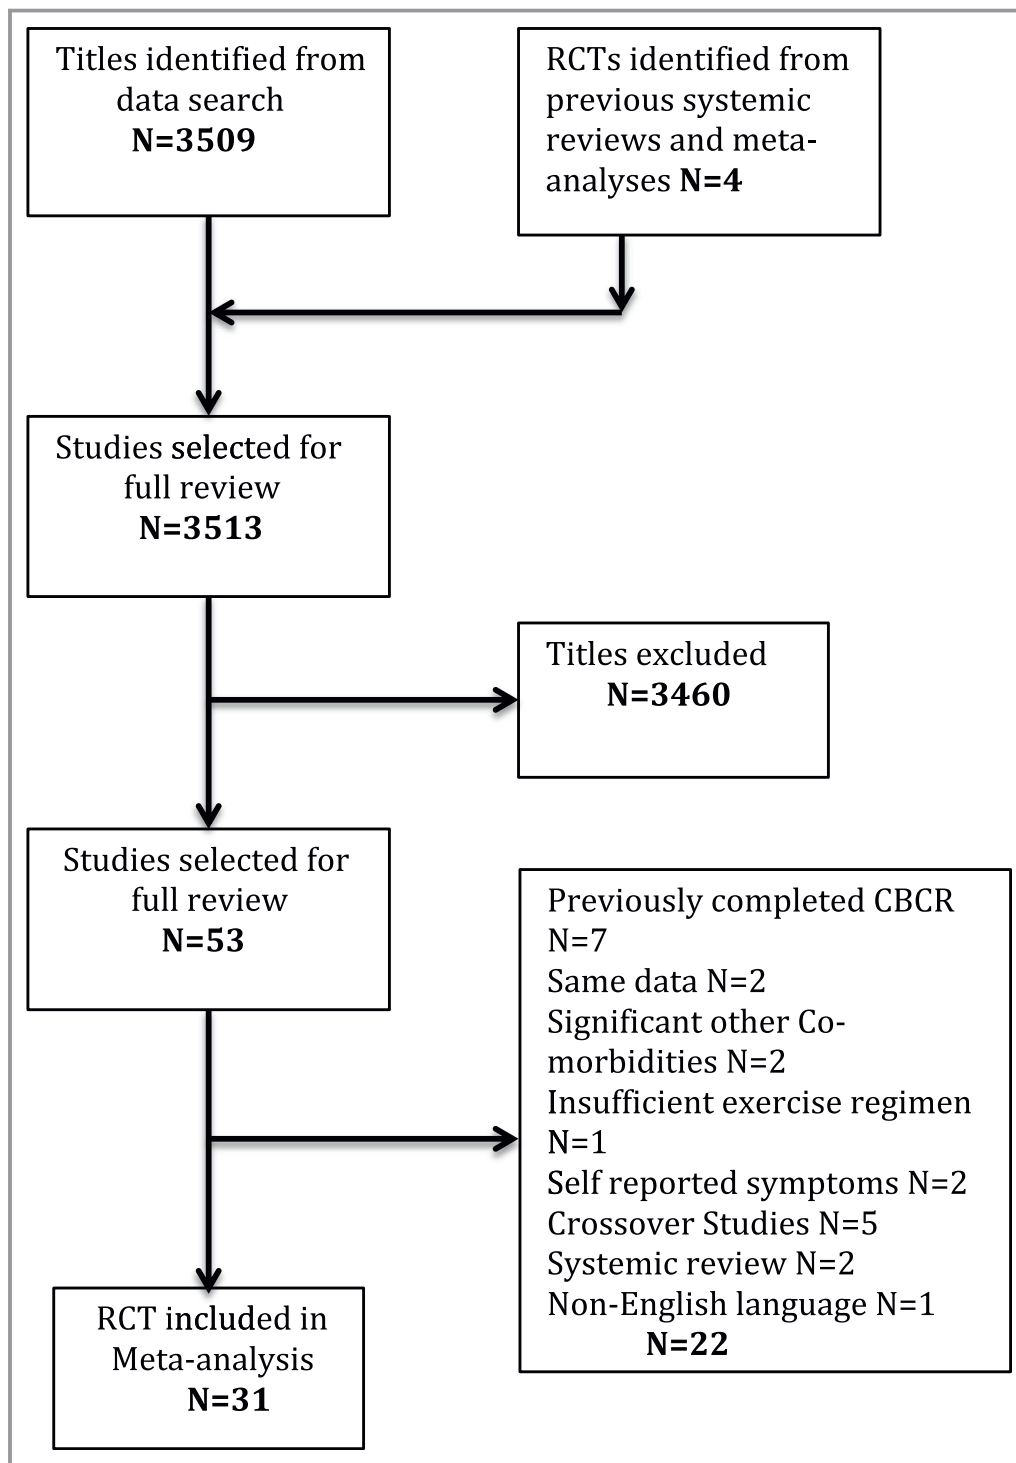 Titles identified from
data search
N=3509
RCTs identified from
previous systemic
reviews and meta-
analyses N=4
Studies selected for
full review
N=3513
Titles excluded
N=3460
Studies selected for
full review
N=53
Previously completed CBCR
N=7
Same data N=2
Significant other Co-
morbidities N=2
Insufficient exercise regimen
N=1
Self reported symptoms N=2
Crossover Studies N=5
Systemic review N=2
Non-English language N=1
N=22
RCT included in
Meta-analysis
N=31